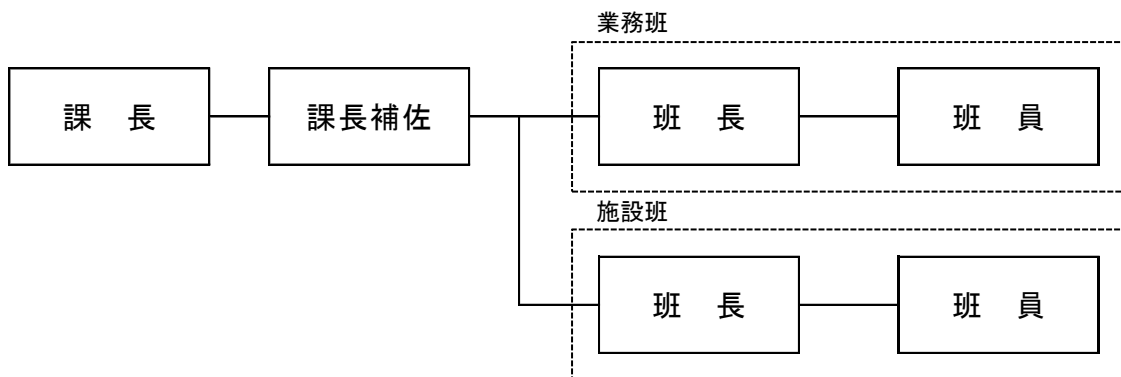 業務班
課　長
課長補佐
班　長
班　員
施設班
班　長
班　員